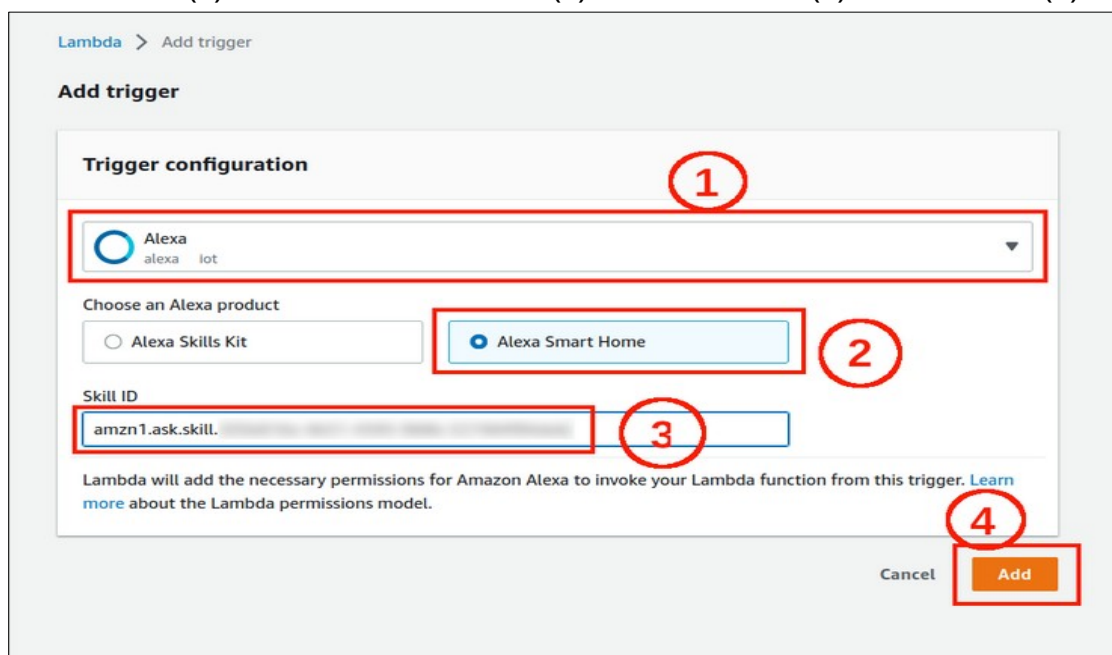 Lambda > Add trigger
Add trigger
Trigger configuration
1
Alexa
alexa iot
Choose an Alexa product
Alexa Skills Kit
Alexa Smart Home
2
Skill ID
amzn1.ask.skill.
3
Lambda will add the necessary permissions for Amazon Alexa to invoke your Lambda function from this trigger. Learn
more about the Lambda permissions model.
4
Cancel
Add